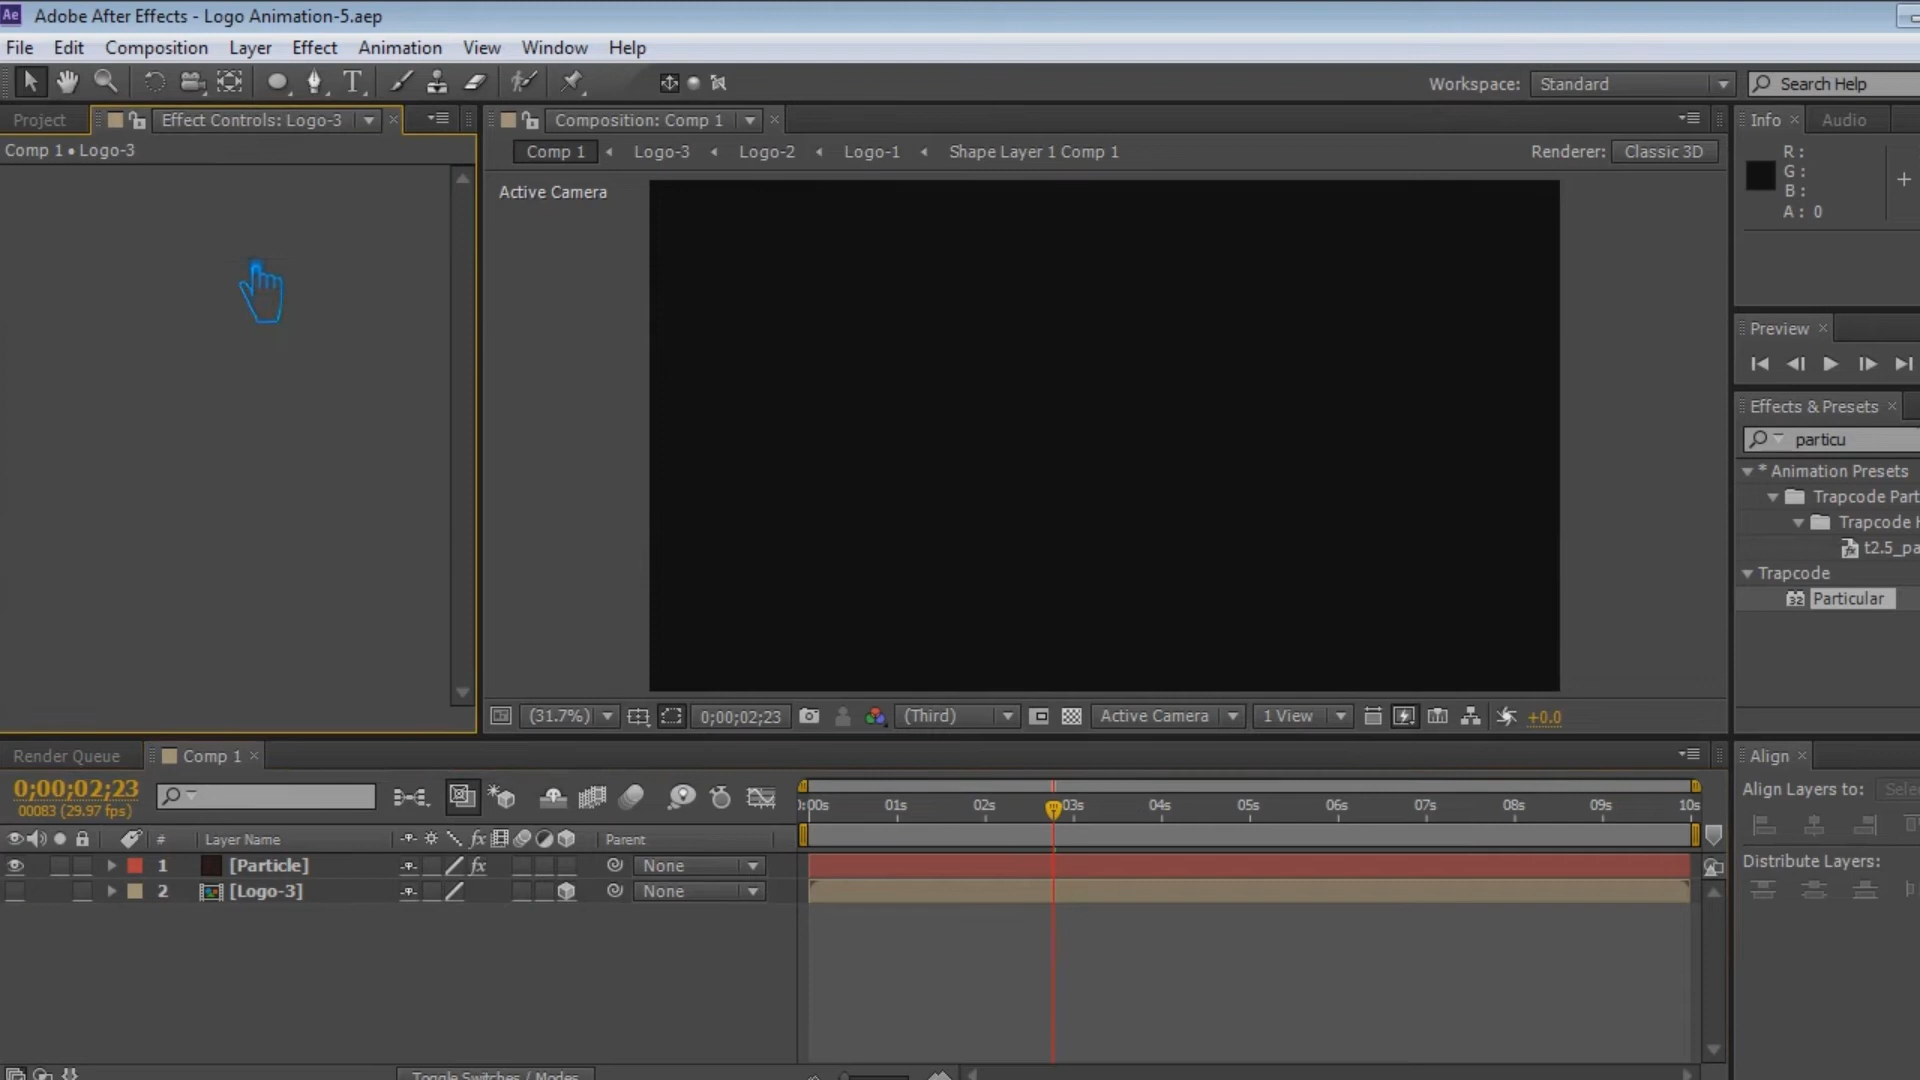 Ae Adobe After Effects - Logo Animation-5.aep
File Edit Composition Layer Effect Animation View Window Help
Workspace: Standard Search Help
Project Effect Controls: Logo-3 Composition: Comp 1 Info Audio
Comp 1 • Logo-3
Comp 1 Logo-3 Logo-2 Logo-1 Shape Layer 1 Comp 1 Renderer: Classic 3D
Active Camera
R :
G :
B :
A : 0
Preview
Effects & Presets
particu
* Animation Presets
Trapcode Part
Trapcode H
t2.5_pa
Trapcode
32 Particular
(31.7%) 0;00;02;23 (Third) Active Camera 1 View +0.0
Render Queue Comp 1
0;00;02;23
00083 (29.97 fps)
):00s 01s 02s 03s 04s 05s 06s 07s 08s 09s 10s
# Layer Name fx Parent
1 [Particle] fx None
2 [Logo-3] None
Align
Align Layers to: Selec
Distribute Layers:
Toggle Switches / Modes